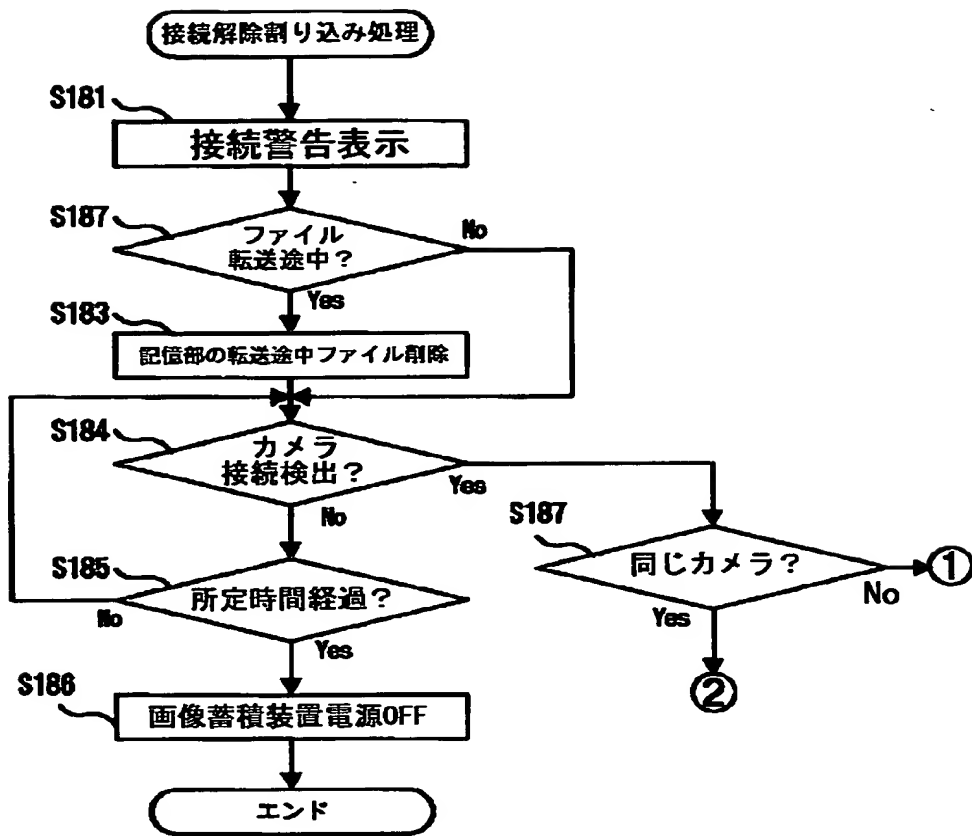 接続解除割り込み処理
S181
接続警告表示
S187
ファイル
転送途中？
No
Yes
S183
記憶部の転送途中ファイル削除
S184
カメラ
接続検出？
Yes
No
S187
同じカメラ？
No
①
Yes
②
S185
所定時間経過？
No
Yes
S186
画像蓄積装置電源OFF
エンド